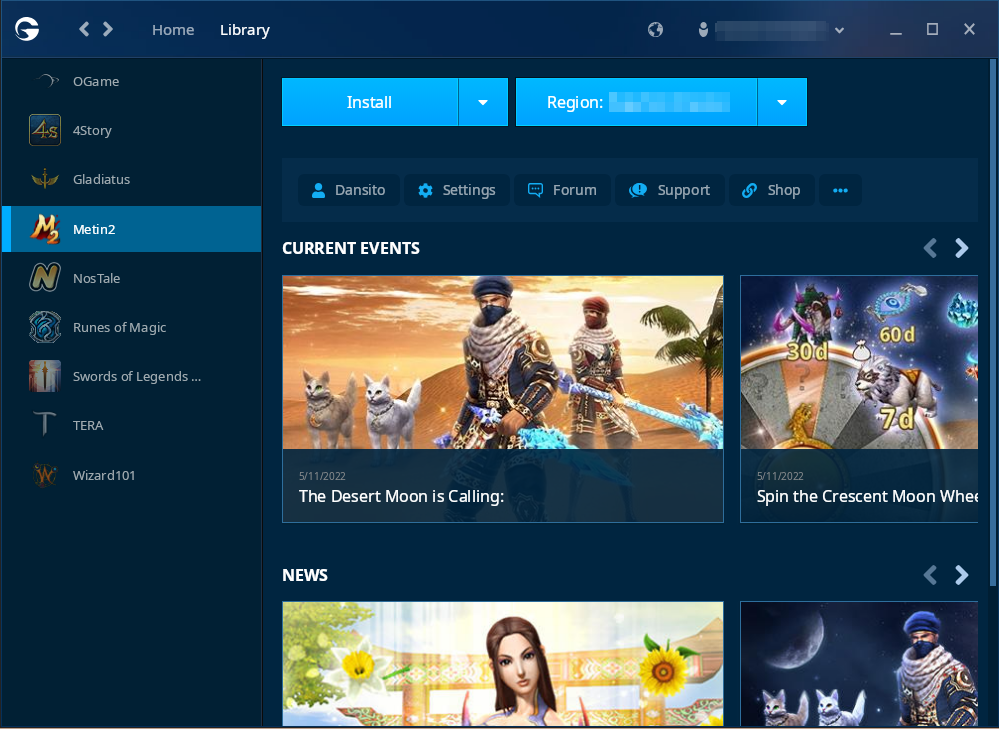 Home
Library
OGame
4Story
Gladiatus
Metin2
NosTale
Runes of Magic
Swords of Legends ...
TERA
Wizard101
Install
Region:
Dansito
Settings
Forum
Support
Shop
CURRENT EVENTS
5/11/2022
The Desert Moon is Calling:
30d
60d
7d
5/11/2022
Spin the Crescent Moon Whee
NEWS